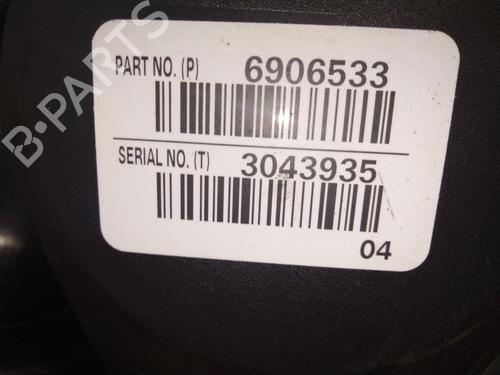 PART NO. (P) 6906533
SERIAL NO. (T) 3043935
04
B-PARTS